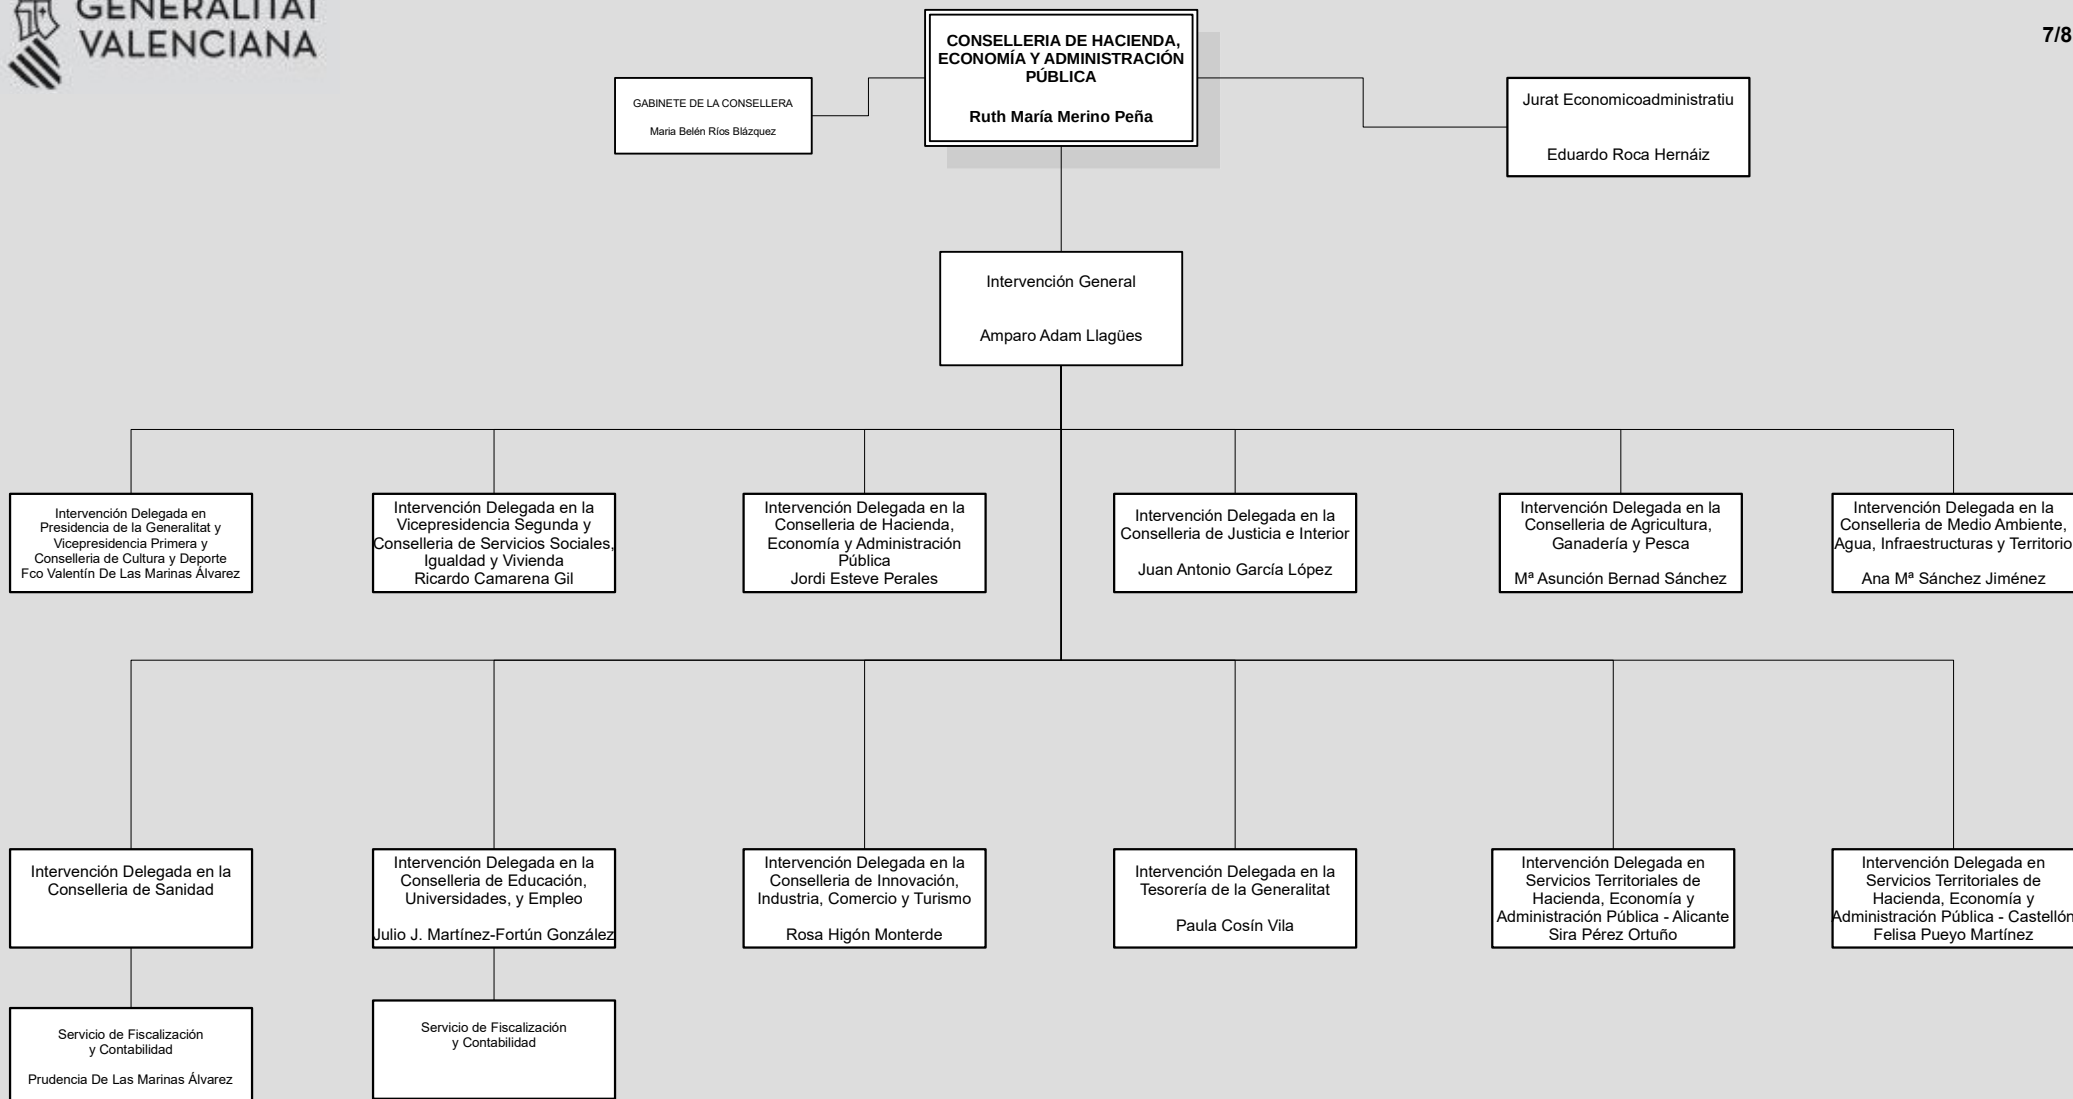 GENERALITAT
VALENCIANA
7/8
CONSELLERIA DE HACIENDA,
ECONOMÍA Y ADMINISTRACIÓN
PÚBLICA
Ruth María Merino Peña
GABINETE DE LA CONSELLERA
Maria Belén Ríos Blázquez
Jurat Economicoadministratiu
Eduardo Roca Hernáiz
Intervención General
Amparo Adam Llagües
Intervención Delegada en
Presidencia de la Generalitat y
Vicepresidencia Primera y
Conselleria de Cultura y Deporte
Fco Valentín De Las Marinas Álvarez
Intervención Delegada en la
Vicepresidencia Segunda y
Conselleria de Servicios Sociales,
Igualdad y Vivienda
Ricardo Camarena Gil
Intervención Delegada en la
Conselleria de Hacienda,
Economía y Administración
Pública
Jordi Esteve Perales
Intervención Delegada en la
Conselleria de Justicia e Interior
Juan Antonio García López
Intervención Delegada en la
Conselleria de Agricultura,
Ganadería y Pesca
Mª Asunción Bernad Sánchez
Intervención Delegada en la
Conselleria de Medio Ambiente,
Agua, Infraestructuras y Territorio
Ana Mª Sánchez Jiménez
Intervención Delegada en la
Conselleria de Sanidad
Intervención Delegada en la
Conselleria de Educación,
Universidades, y Empleo
Julio J. Martínez-Fortún González
Intervención Delegada en la
Conselleria de Innovación,
Industria, Comercio y Turismo
Rosa Higón Monterde
Intervención Delegada en la
Tesorería de la Generalitat
Paula Cosín Vila
Intervención Delegada en
Servicios Territoriales de
Hacienda, Economía y
Administración Pública - Alicante
Sira Pérez Ortuño
Intervención Delegada en
Servicios Territoriales de
Hacienda, Economía y
Administración Pública - Castellón
Felisa Pueyo Martínez
Servicio de Fiscalización
y Contabilidad
Prudencia De Las Marinas Álvarez
Servicio de Fiscalización
y Contabilidad